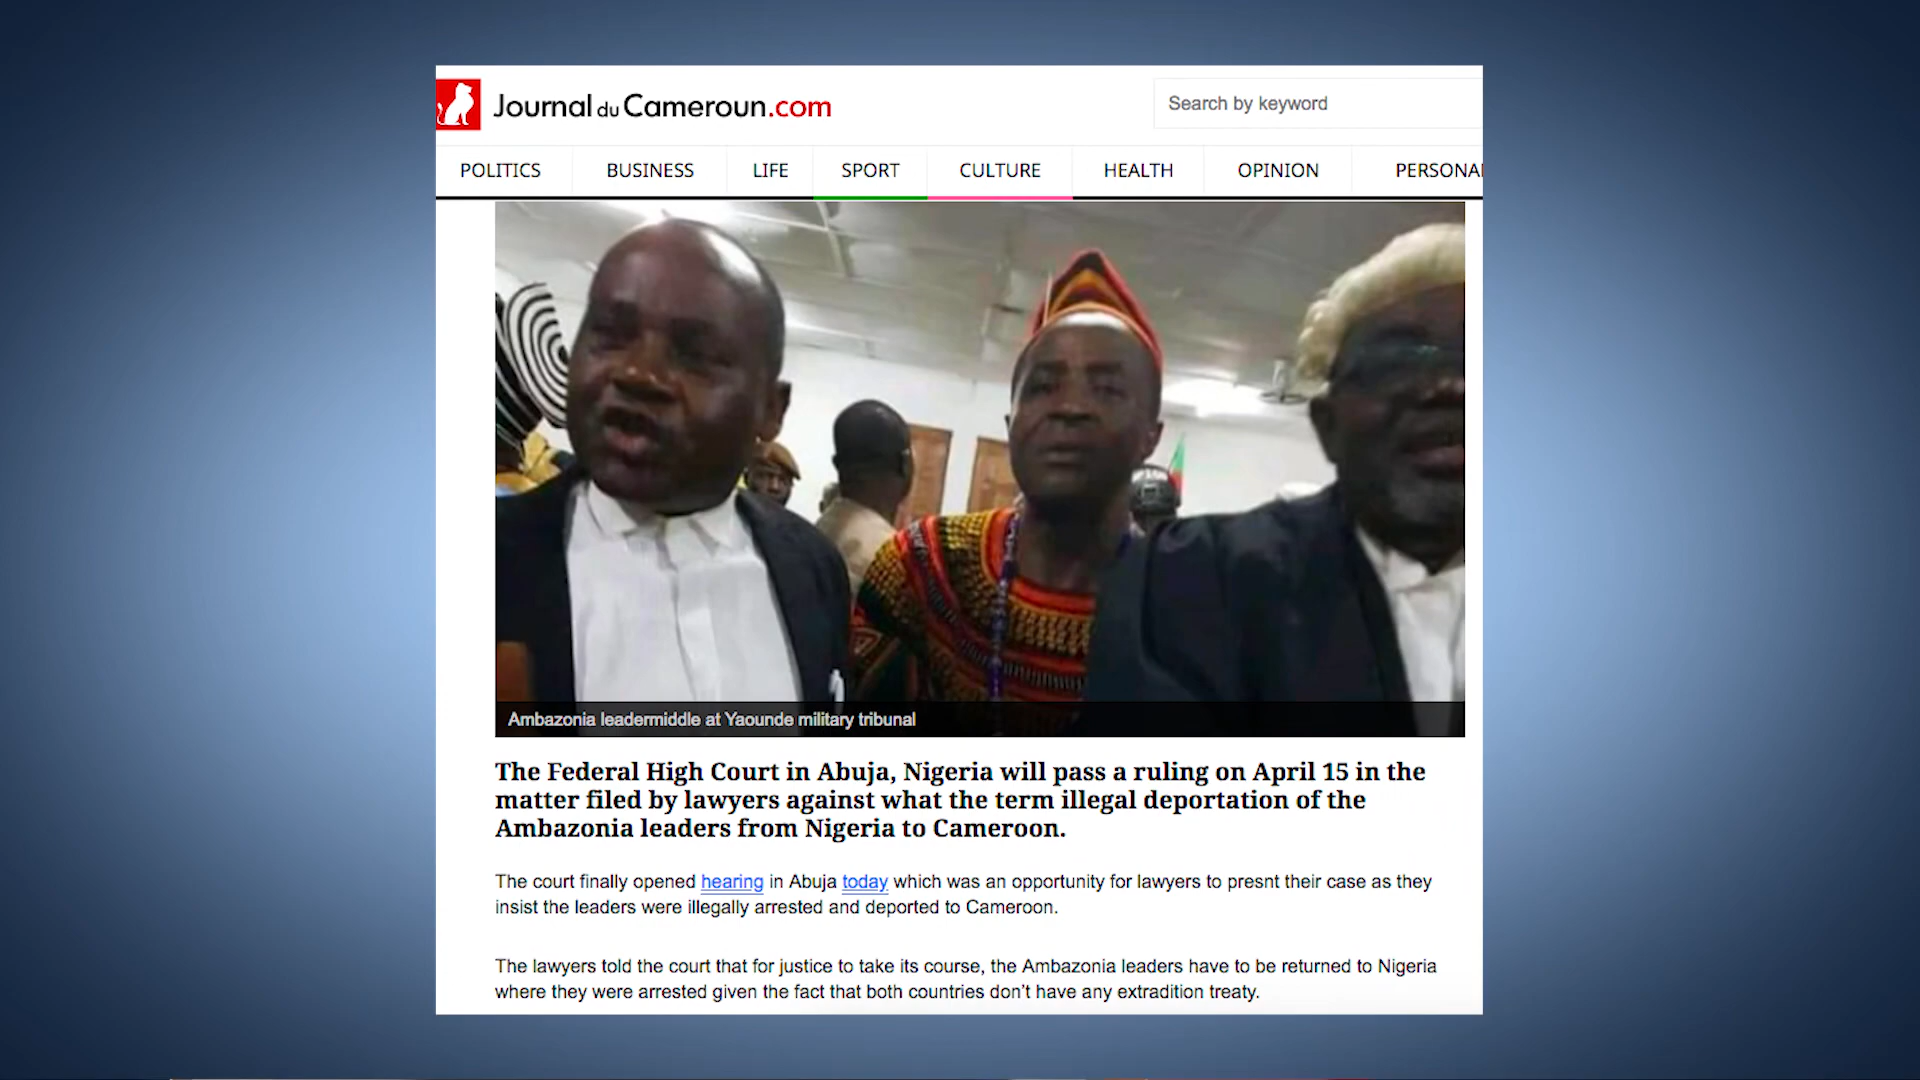 Journal du Cameroun.com
Search by keyword
POLITICS BUSINESS LIFE SPORT CULTURE HEALTH OPINION PERSONA
Ambazonia leadermiddle at Yaounde military tribunal
The Federal High Court in Abuja, Nigeria will pass a ruling on April 15 in the
matter filed by lawyers against what the term illegal deportation of the
Ambazonia leaders from Nigeria to Cameroon.
The court finally opened hearing in Abuja today which was an opportunity for lawyers to presnt their case as they
insist the leaders were illegally arrested and deported to Cameroon.
The lawyers told the court that for justice to take its course, the Ambazonia leaders have to be returned to Nigeria
where they were arrested given the fact that both countries don't have any extradition treaty.